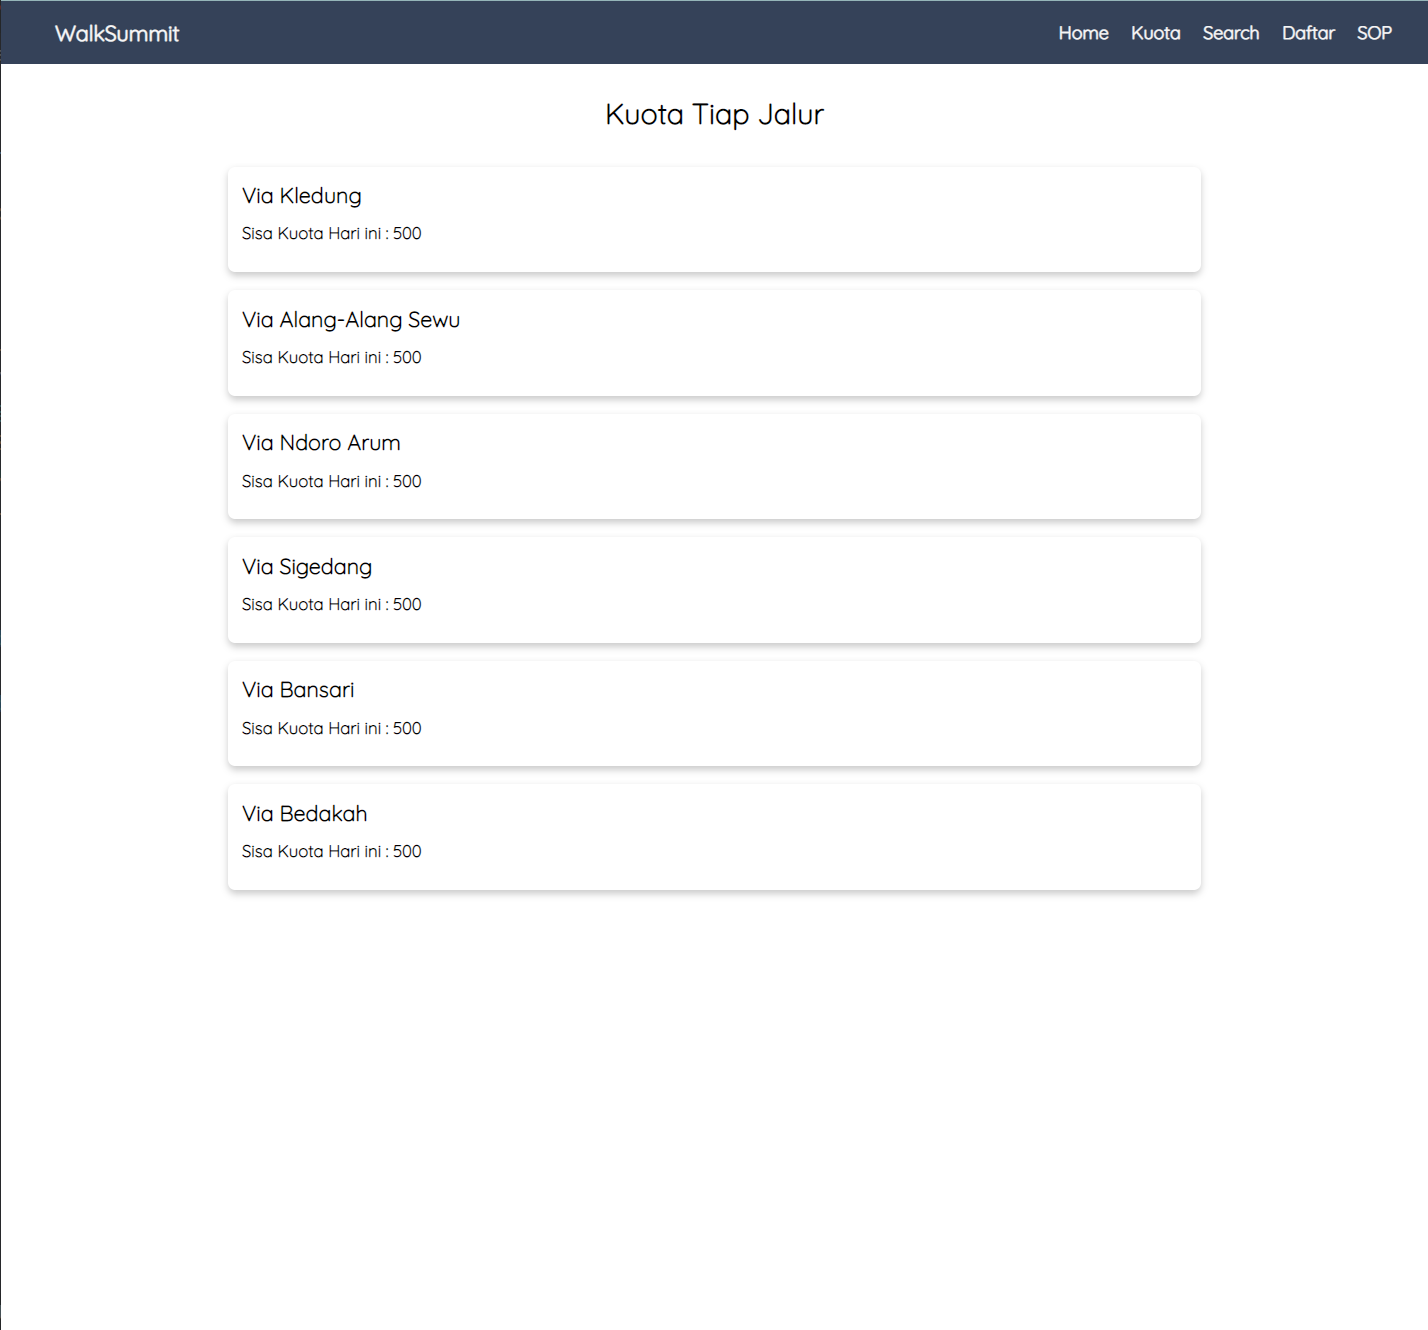 WalkSummit
Home Kuota Search Daftar SOP
Kuota Tiap Jalur
Via Kledung
Sisa Kuota Hari ini : 500
Via Alang-Alang Sewu
Sisa Kuota Hari ini : 500
Via Ndoro Arum
Sisa Kuota Hari ini : 500
Via Sigedang
Sisa Kuota Hari ini : 500
Via Bansari
Sisa Kuota Hari ini : 500
Via Bedakah
Sisa Kuota Hari ini : 500